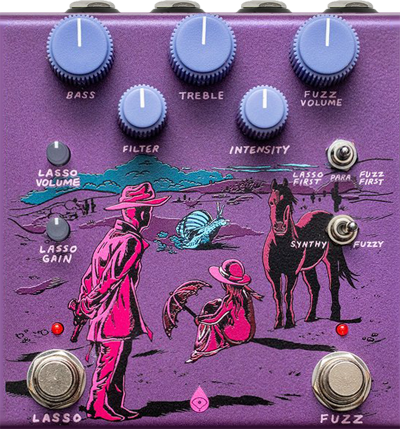 BASS
TREBLE
FUZZ
VOLUME
FILTER
INTENSITY
LASSO
VOLUME
LASSO
FIRST
PARA
FUZZ
FIRST
LASSO
GAIN
SYNTHY
FUZZY
LASSO
FUZZ